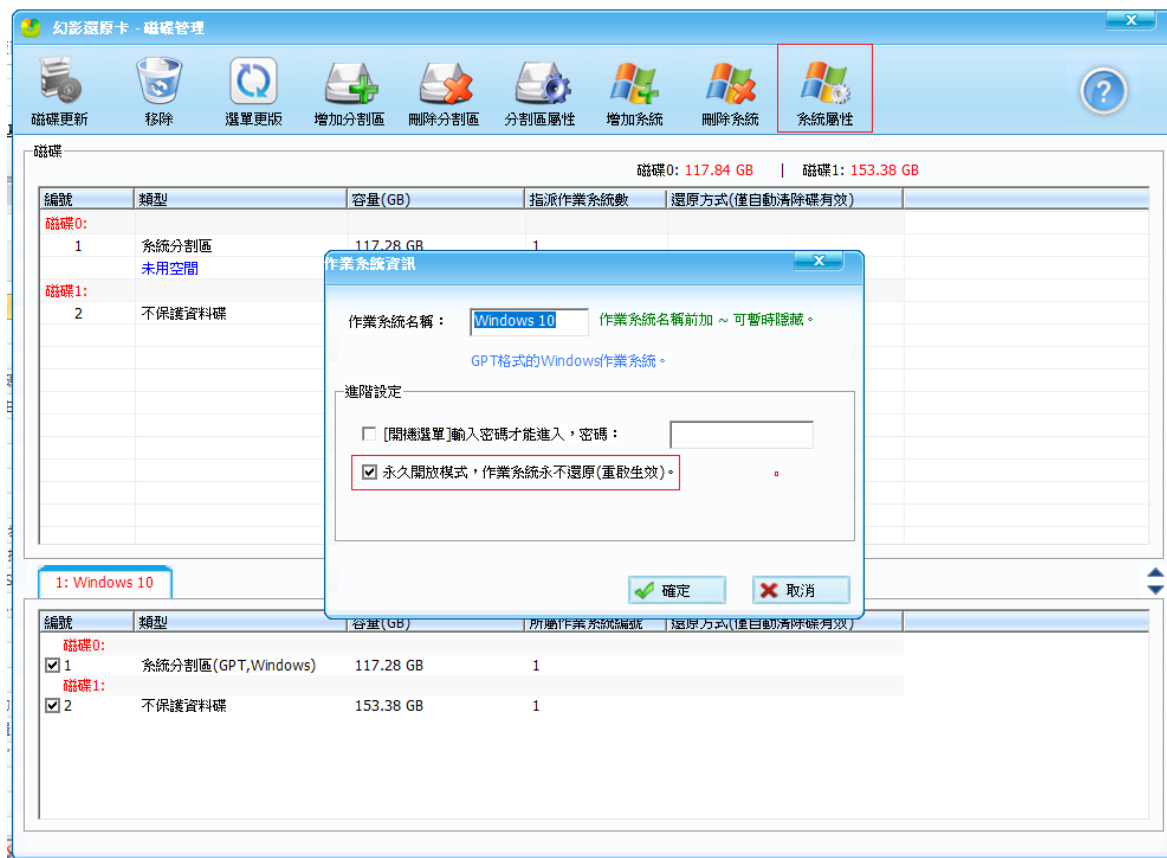 幻影還原卡 - 磁碟管理
磁碟更新 移除 選單更版 增加分割區 刪除分割區 分割區屬性 增加系統 刪除系統 系統屬性
磁碟
磁碟0: 117.84 GB | 磁碟1: 153.38 GB
編號 類型 容量(GB) 指派作業系統數 還原方式(僅自動清除碟有效)
磁碟0:
1 系統分割區 117.28 GB 1
未用空間
磁碟1:
2 不保護資料碟
作業系統資訊
作業系統名稱： Windows 10 作業系統名稱前加 ~ 可暫時隱藏。
GPT格式的Windows作業系統。
進階設定
[開機選單]輸入密碼才能進入，密碼：
永久開放模式，作業系統永不還原(重啟生效)。
確定 取消
1: Windows 10
編號 類型 容量(GB) 所屬作業系統編號 還原方式(僅自動清除碟有效)
磁碟0:
1 系統分割區(GPT,Windows) 117.28 GB 1
磁碟1:
2 不保護資料碟 153.38 GB 1